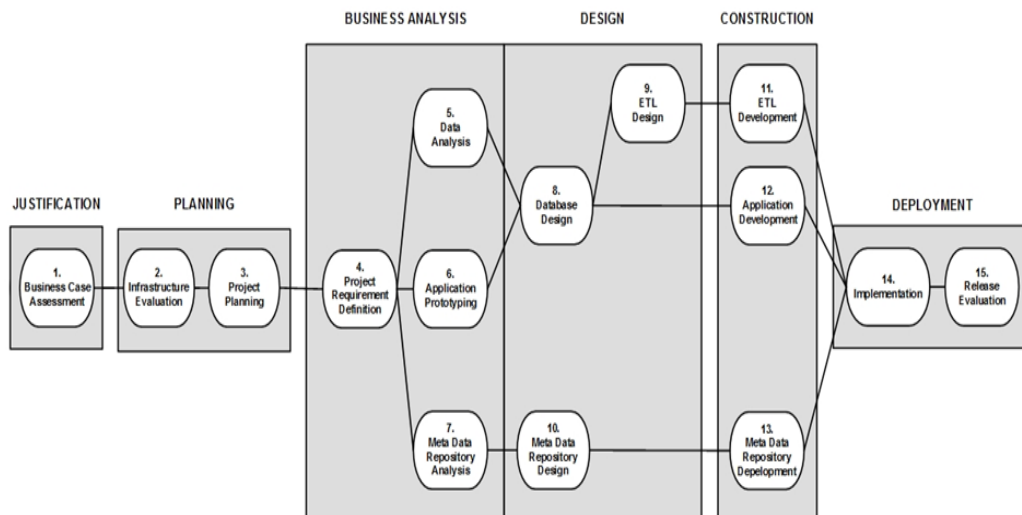 BUSINESS ANALYSIS
DESIGN
CONSTRUCTION
JUSTIFICATION
PLANNING
DEPLOYMENT
1.
Business Case
Assessment
2.
Infrastructure
Evaluation
3.
Project
Planning
4.
Project
Requirement
Definition
5.
Data
Analysis
6.
Application
Prototyping
7.
Meta Data
Repository
Analysis
8.
Database
Design
9.
ETL
Design
10.
Meta Data
Repository
Design
11.
ETL
Development
12.
Application
Development
13.
Meta Data
Repository
Depelopment
14.
Implementation
15.
Release
Evaluation